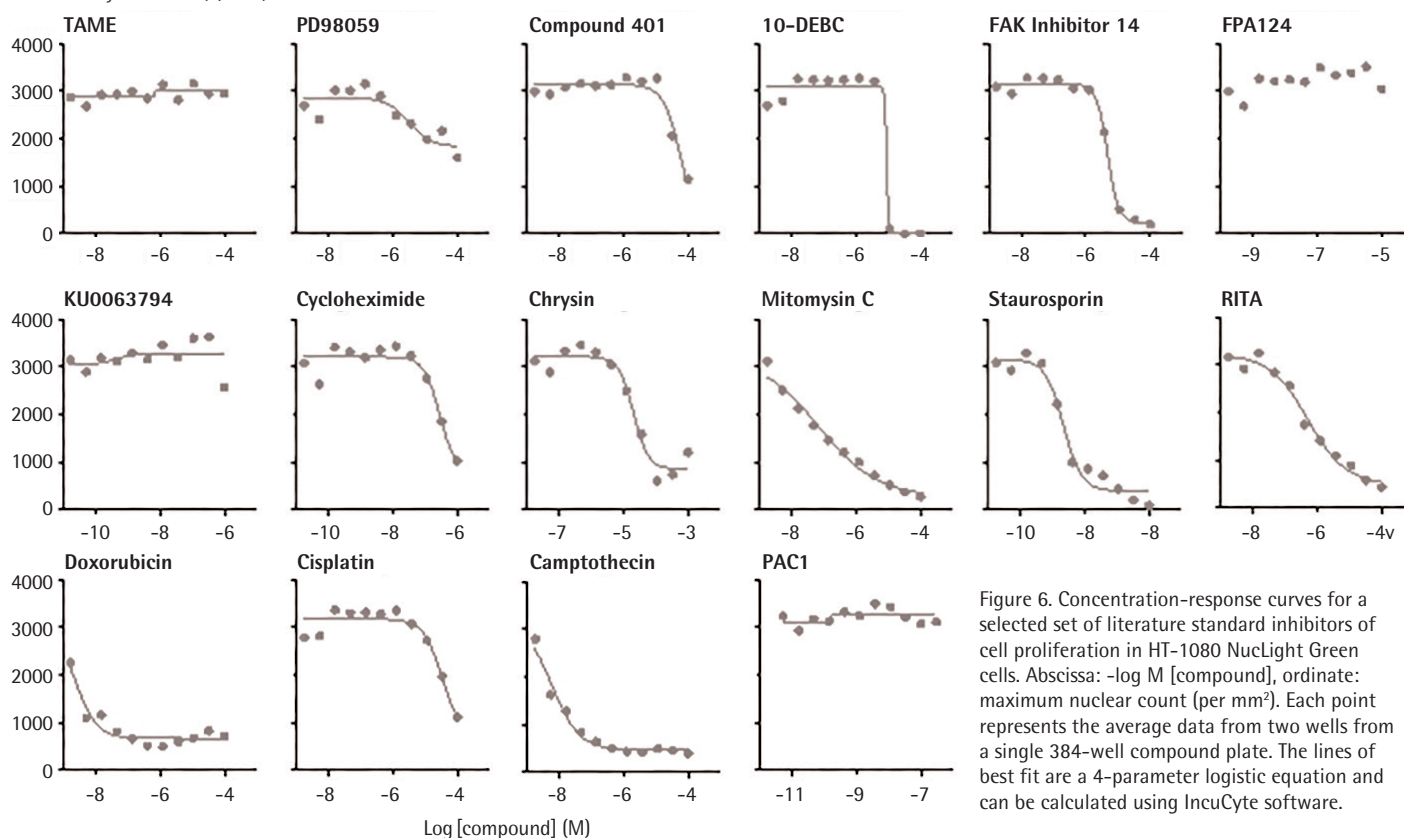 TAME
PD98059
Compound 401
10-DEBC
FAK Inhibitor 14
FPA124
4000
3000
2000
1000
0
-8 -6 -4
-8 -6 -4
-8 -6 -4
-8 -6 -4
-8 -6 -4
-9 -7 -5
KU0063794
Cycloheximide
Chrysin
Mitomysin C
Staurosporin
RITA
4000
3000
2000
1000
0
-10 -8 -6
-10 -8 -6
-7 -5 -3
-8 -6 -4
-10 -9 -8
-8 -6 -4v
Doxorubicin
Cisplatin
Camptothecin
PAC1
4000
3000
2000
1000
0
-8 -6 -4
-8 -6 -4
-8 -6 -4
-11 -9 -7
Log [compound] (M)
Figure 6. Concentration-response curves for a
selected set of literature standard inhibitors of
cell proliferation in HT-1080 NucLight Green
cells. Abscissa: -log M [compound], ordinate:
maximum nuclear count (per mm²). Each point
represents the average data from two wells from
a single 384-well compound plate. The lines of
best fit are a 4-parameter logistic equation and
can be calculated using IncuCyte software.